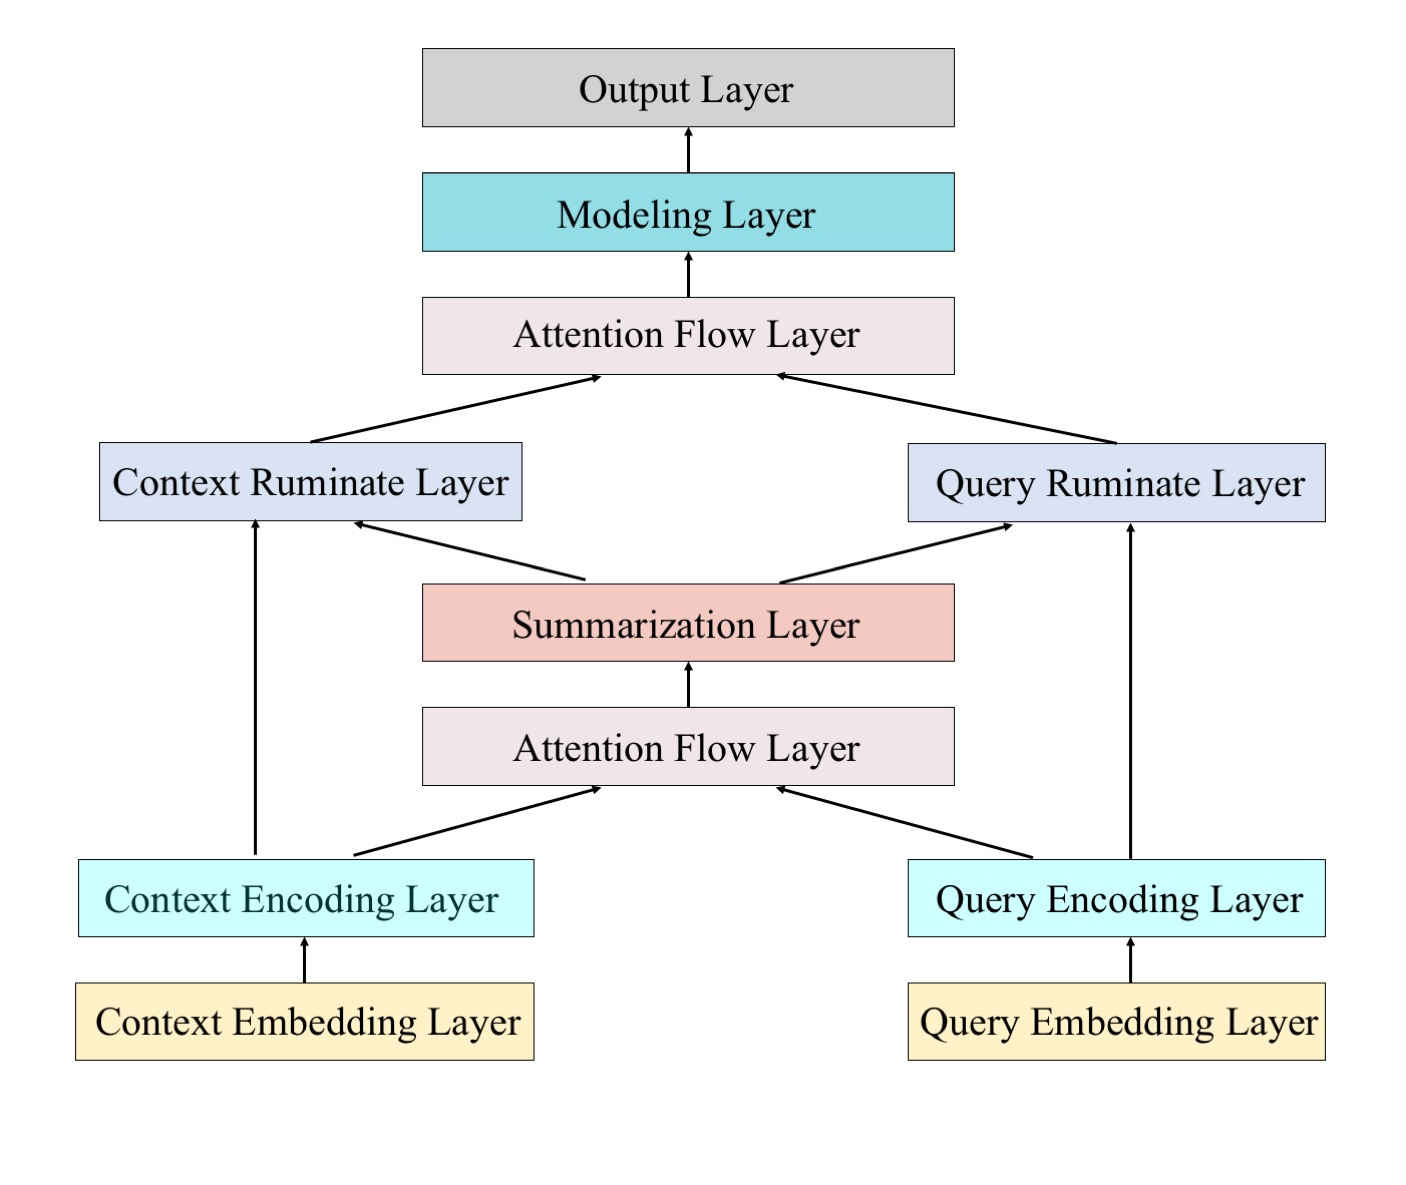 Output Layer
Modeling Layer
Attention Flow Layer
Context Ruminate Layer
Query Ruminate Layer
Summarization Layer
Attention Flow Layer
Context Encoding Layer
Query Encoding Layer
Context Embedding Layer
Query Embedding Layer